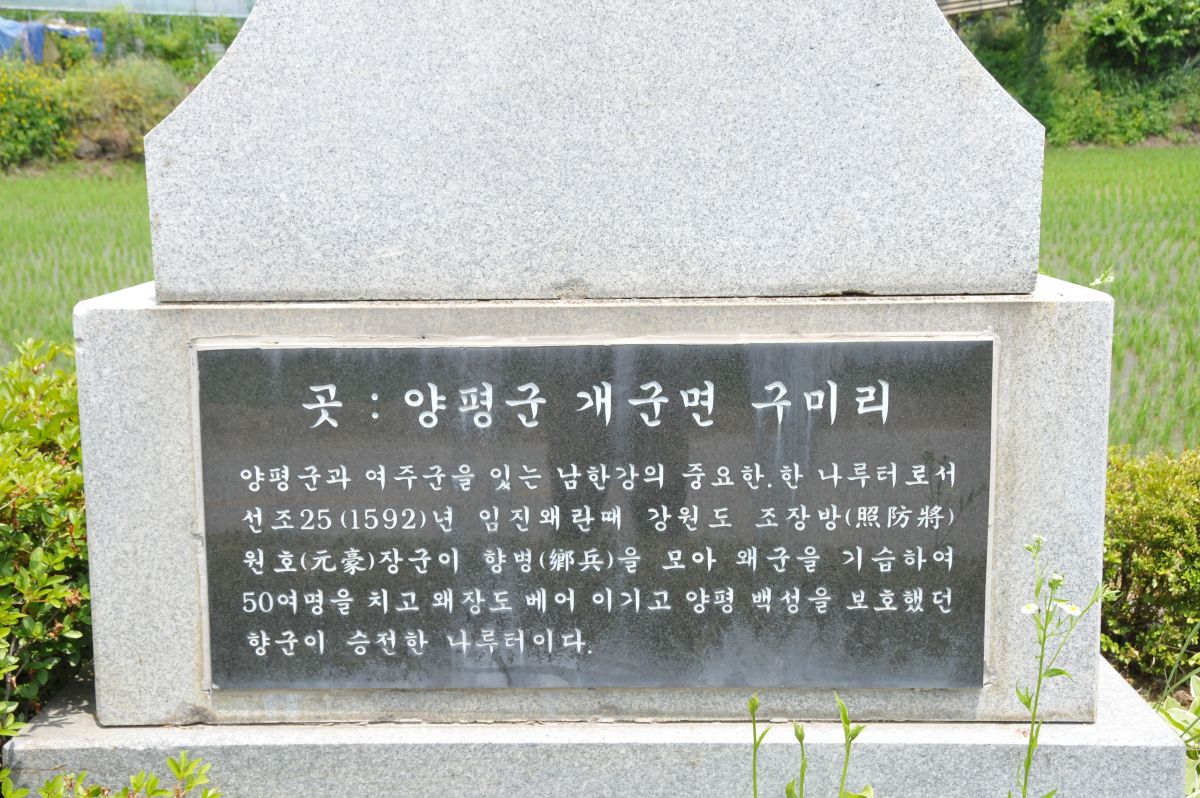 곳 : 양평군 개군면 구미리
양평군과 여주군을 잇는 남한강의 중요한.한 나루터로서
선조25(1592)년 임진왜란때 강원도 조장방(照防將)
원호(元豪)장군이 향병(鄕兵)을 모아 왜군을 기습하여
50여명을 치고 왜장도 베어 이기고 양평 백성을 보호했던
향군이 승전한 나루터이다.